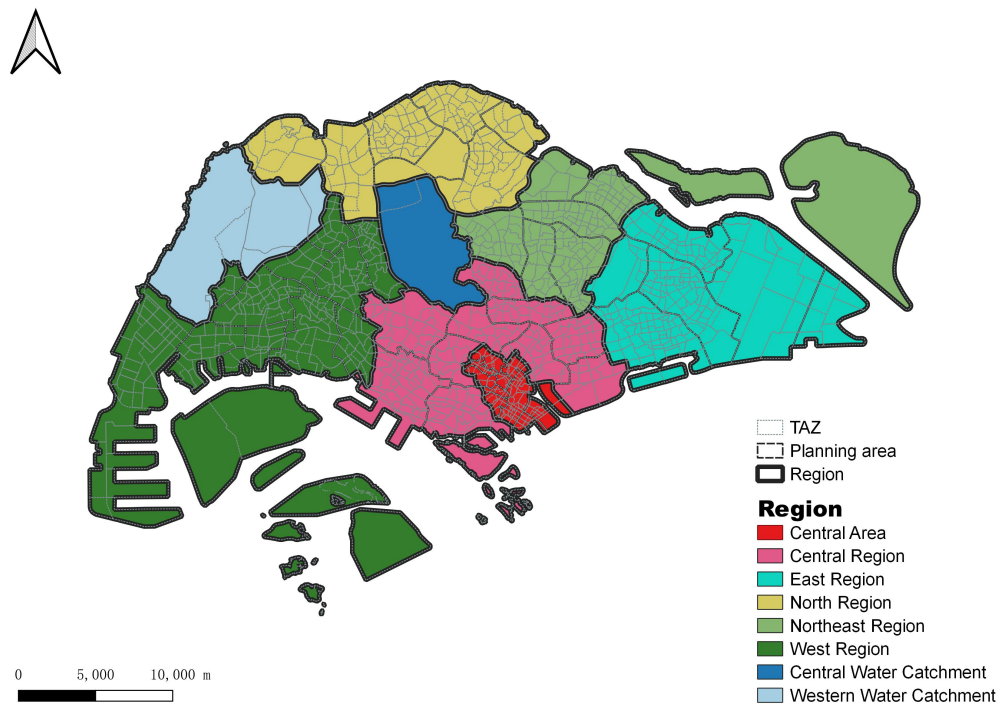 TAZ
Planning area
Region
Region
Central Area
Central Region
East Region
North Region
Northeast Region
West Region
Central Water Catchment
Western Water Catchment
0 5,000 10,000 m